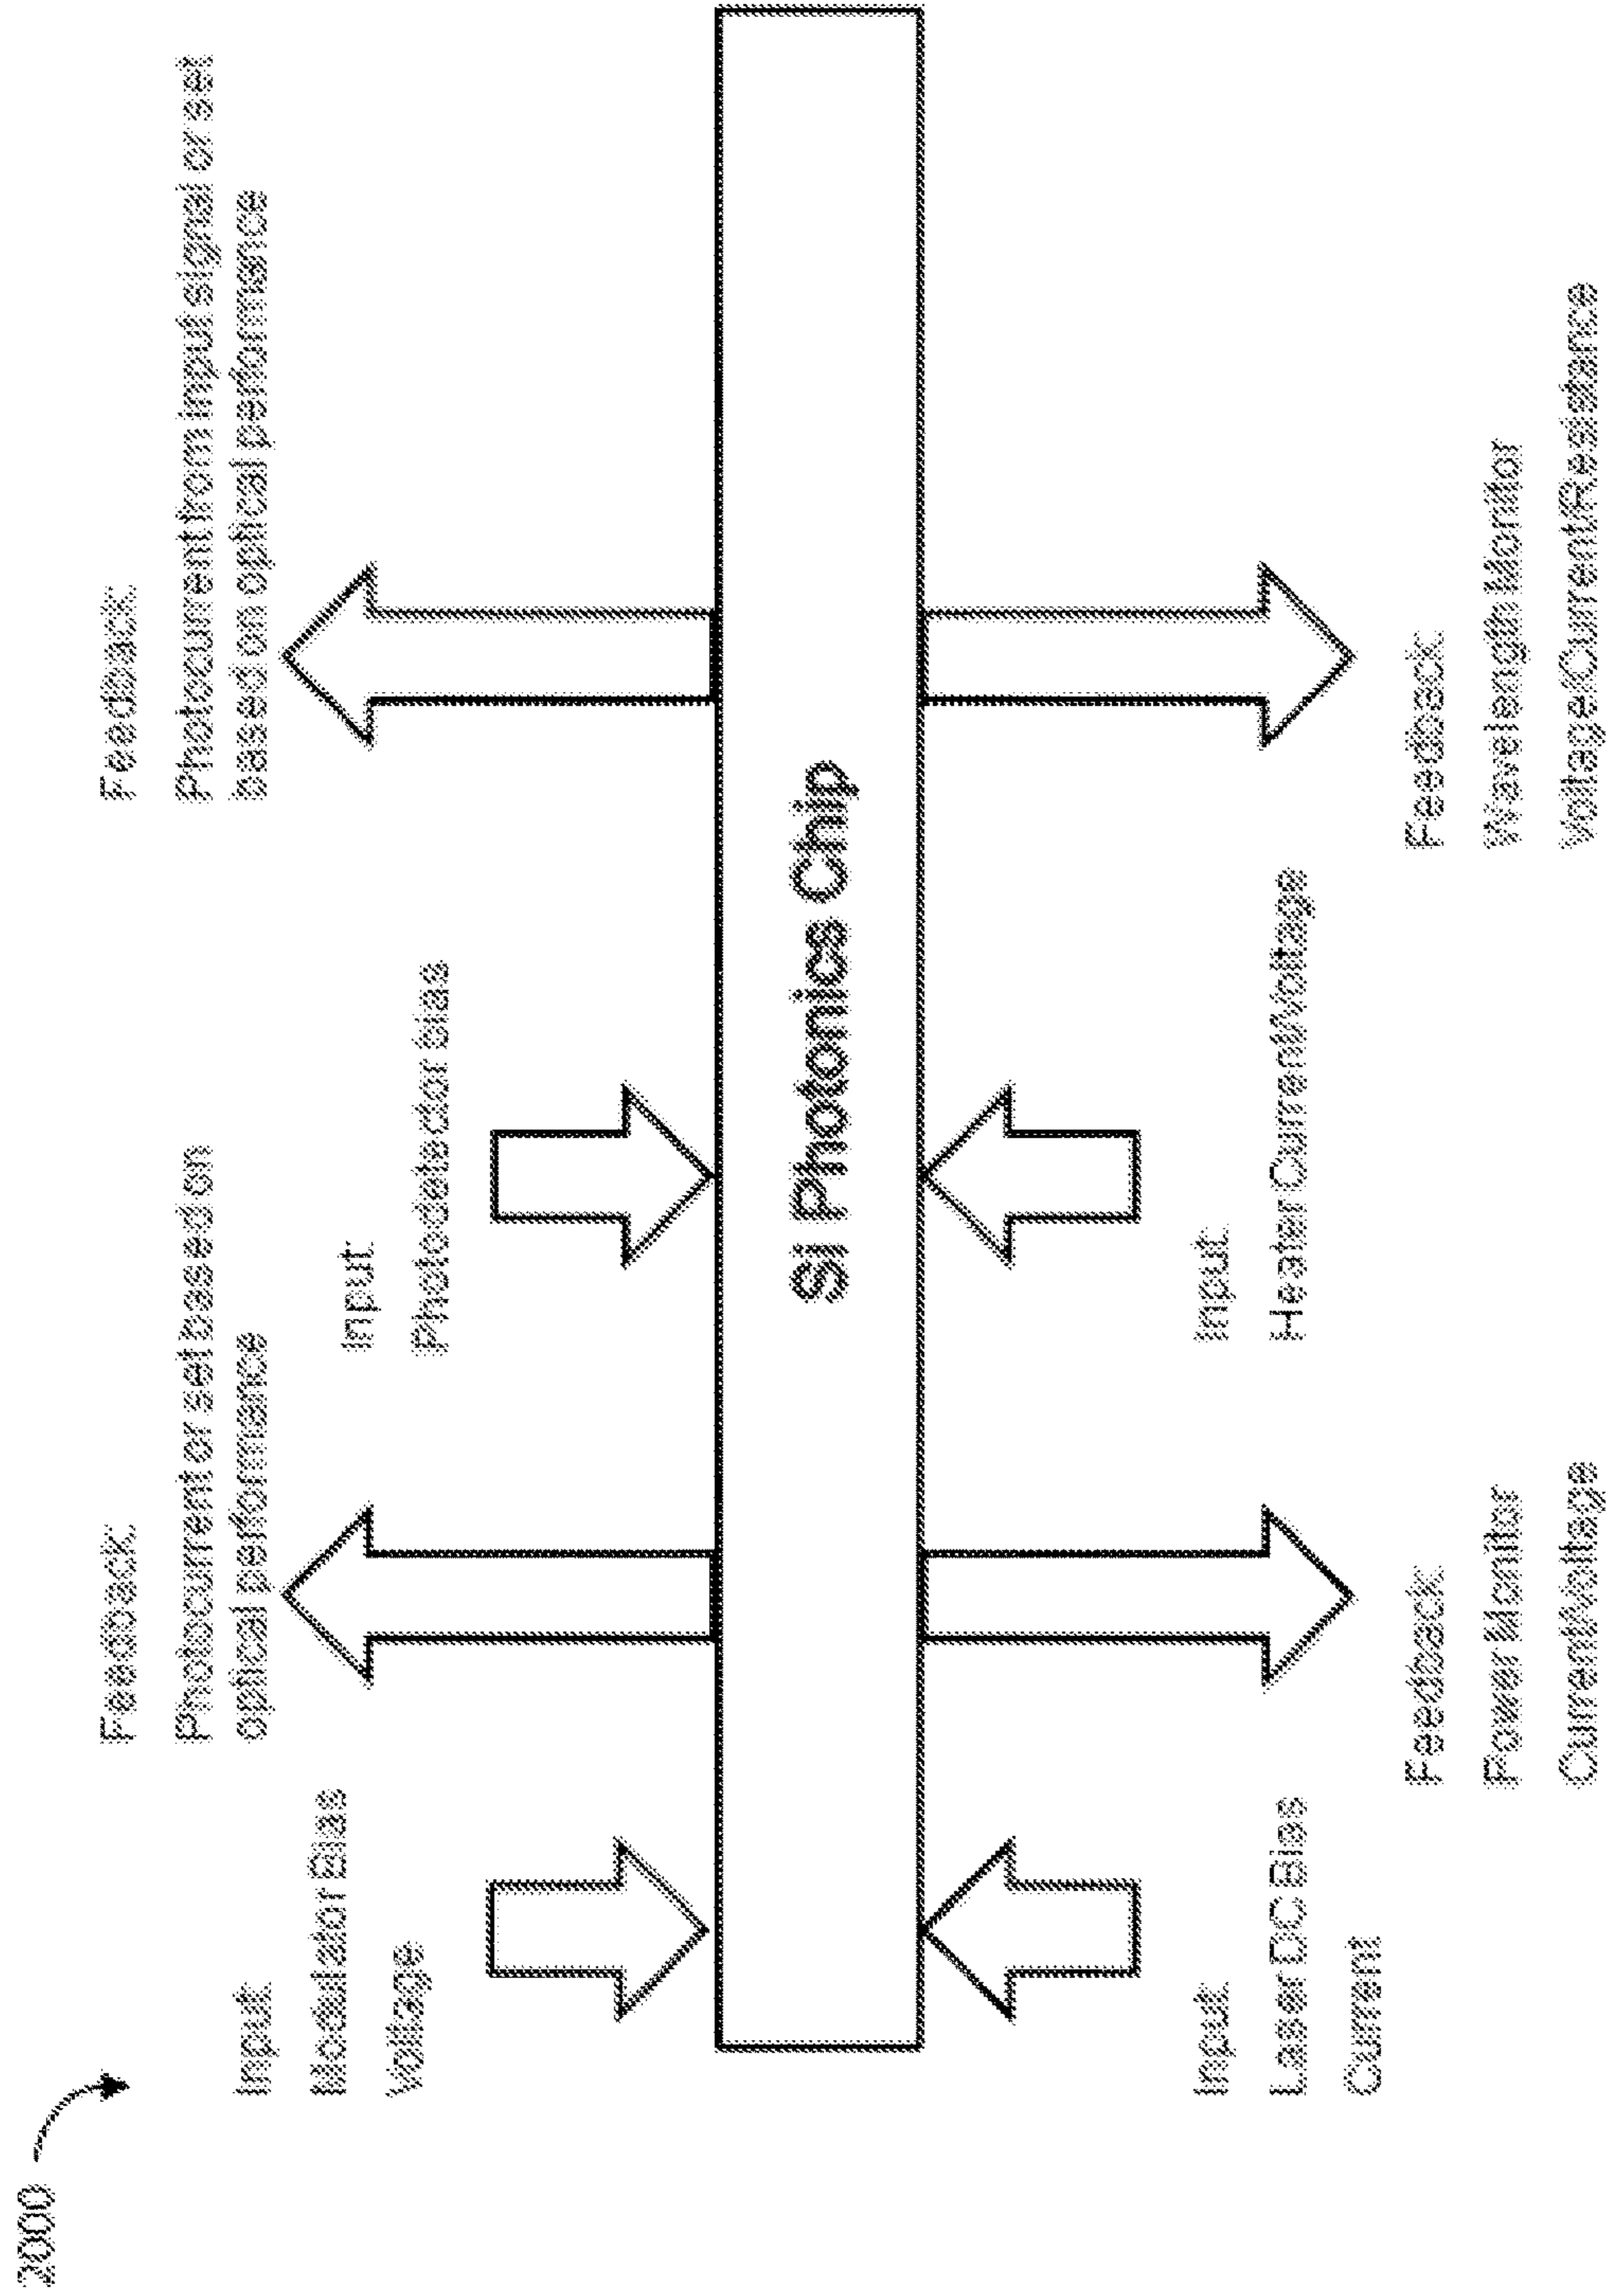 2000
Feedback:
Photocurrent or set based on
optical performance
Feedback:
Photocurrent from input signal or set
based on optical performance
Input:
Modulator Bias
Voltage
Input:
Photodetector bias
Si Photonics Chip
Input:
Laser DC Bias
Current
Input:
Heater Current/Voltage
Feedback:
Power Monitor
Current/Voltage
Feedback:
Wavelength Monitor
Voltage/Current/Resistance